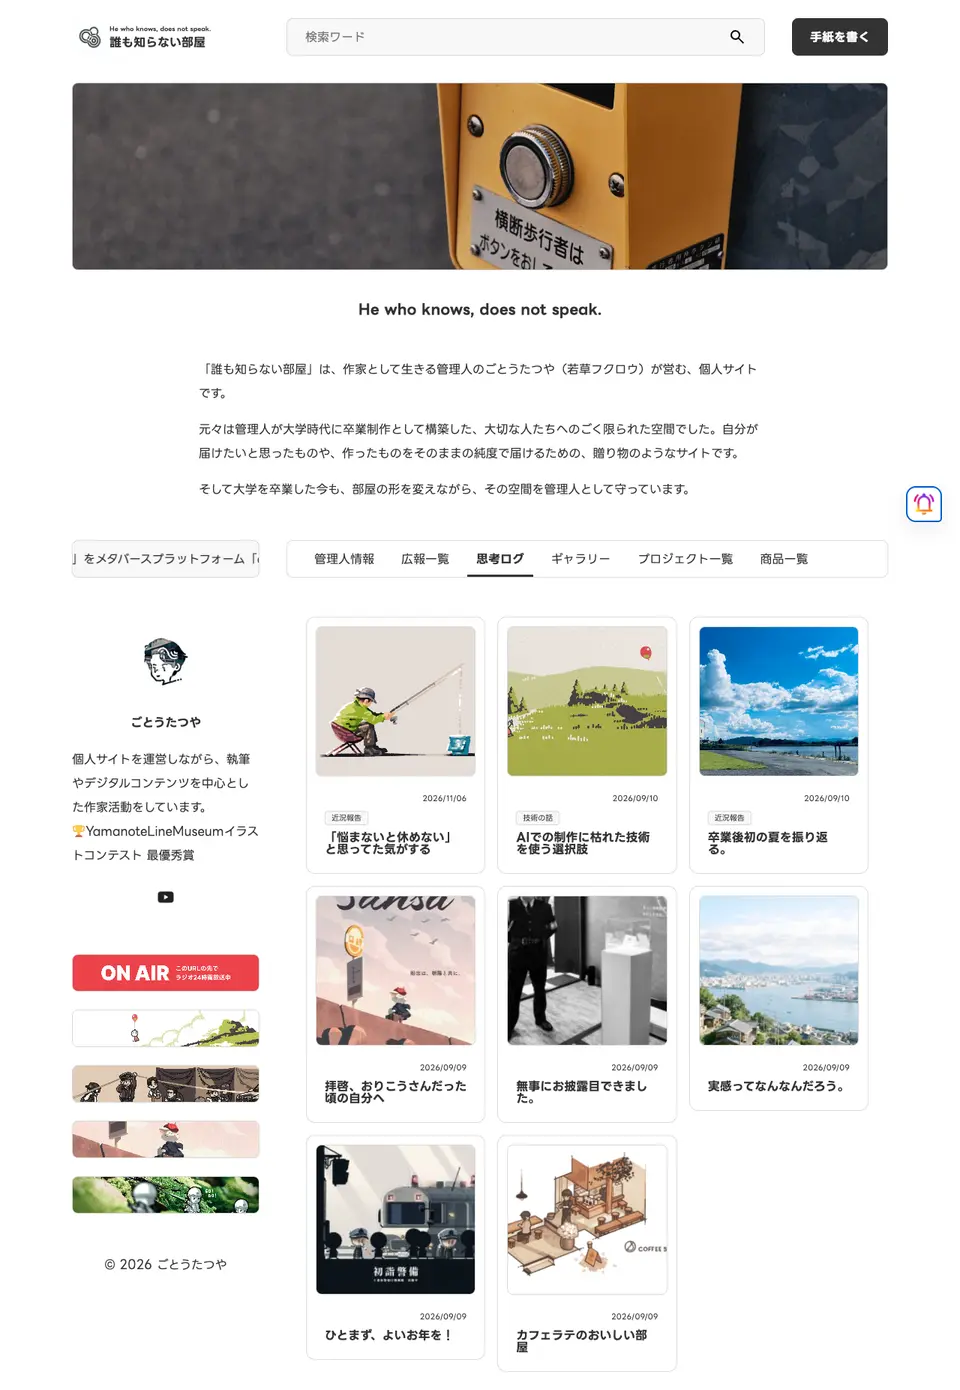 He who knows, does not speak.
誰も知らない部屋
検索ワード
手紙を書く
横断歩行者は
ボタンをおして
He who knows, does not speak.
「誰も知らない部屋」は、作家として生きる管理人のごとうたつや（若草フクロウ）が営む、個人サイト
です。
元々は管理人が大学時代に卒業制作として構築した、大切な人たちへのごく限られた空間でした。自分が
届けたいと思ったものや、作ったものをそのままの純度で届けるための、贈り物のようなサイトです。
そして大学を卒業した今も、部屋の形を変えながら、その空間を管理人として守っています。
」をメタバースプラットフォーム「
管理人情報
広報一覧
思考ログ
ギャラリー
プロジェクト一覧
商品一覧
ごとうたつや
個人サイトを運営しながら、執筆
やデジタルコンテンツを中心とし
た作家活動をしています。
🏆YamanoteLineMuseumイラス
トコンテスト 最優秀賞
ON AIR
このURLの先で
ラジオ24時間放送中
© 2026 ごとうたつや
2026/11/06
近況報告
「悩まないと休めない」
と思ってた気がする
2026/09/10
技術の話
AIでの制作に枯れた技術
を使う選択肢
2026/09/10
近況報告
卒業後初の夏を振り返
る。
2026/09/09
拝啓、おりこうさんだった
頃の自分へ
2026/09/09
無事にお披露目できまし
た。
2026/09/09
実感ってなんなんだろう。
初詣警備
2026/09/09
ひとまず、よいお年を！
COFFEE S
2026/09/09
カフェラテのおいしい部
屋